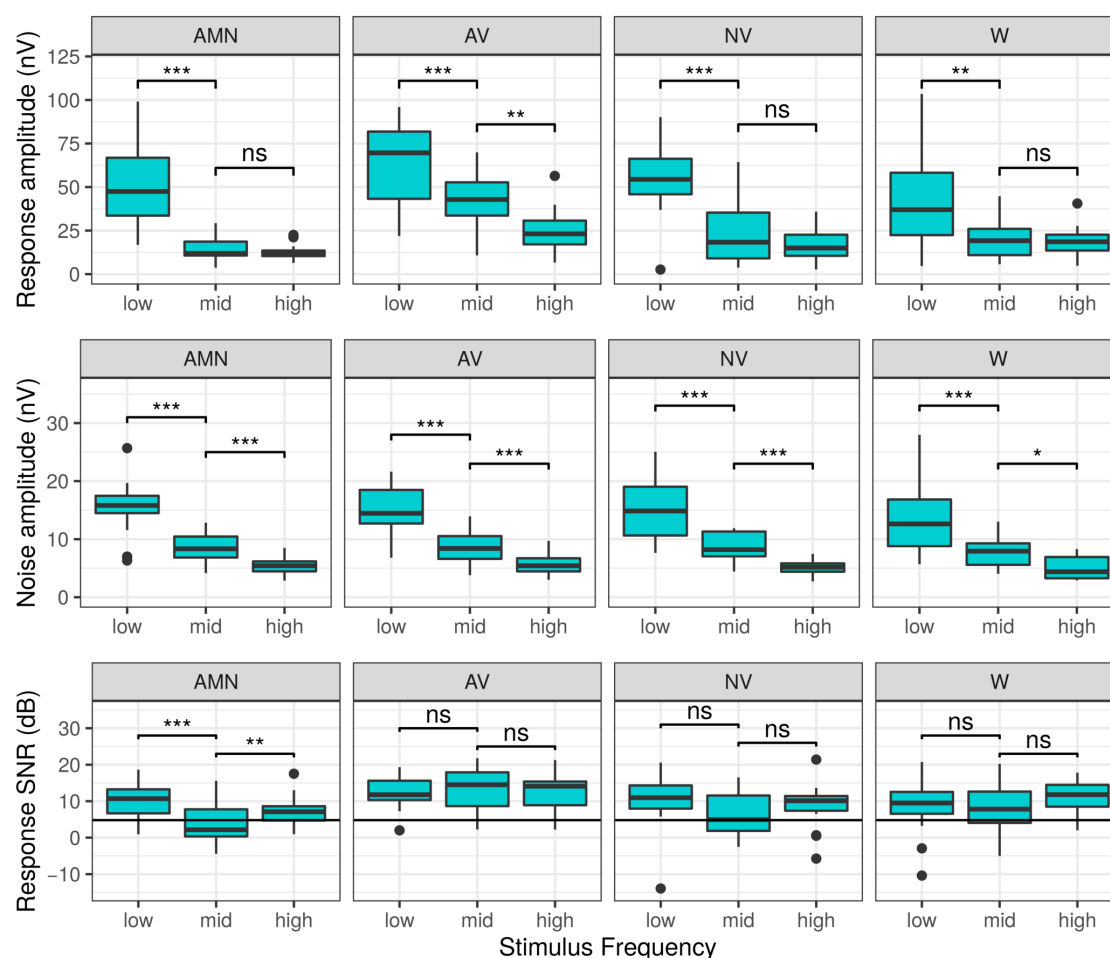 Response amplitude (nV)
AMN AV NV W
125
100
75
50
25
0
*** *** ** *** **
ns ns ns
low mid high low mid high low mid high low mid high
Noise amplitude (nV)
AMN AV NV W
30
20
10
0
*** *** *** *** *** *** *** *
low mid high low mid high low mid high low mid high
Response SNR (dB)
AMN AV NV W
30
20
10
0
−10
*** ** ns ns ns ns ns ns
low mid high low mid high low mid high low mid high
Stimulus Frequency